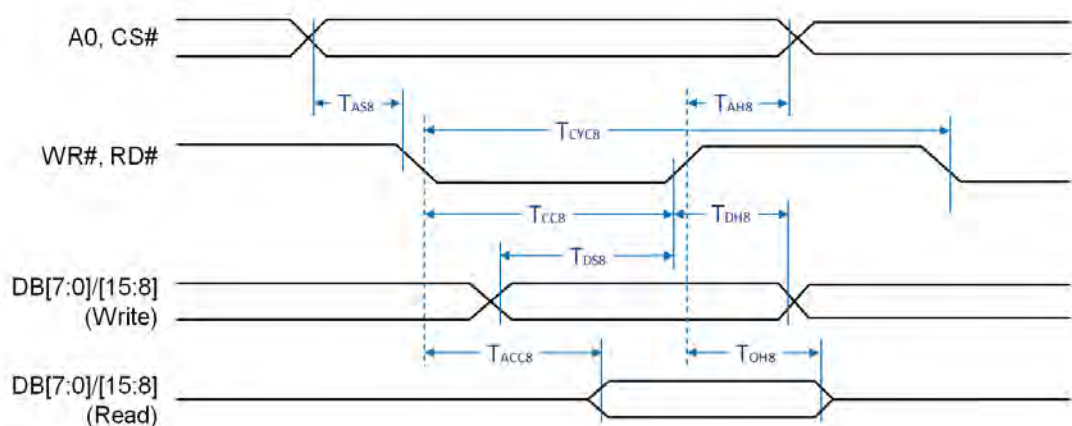 A0, CS#
TAS8
TAH8
TCYC8
WR#, RD#
TCC8
TDH8
TDS8
DB[7:0]/[15:8]
(Write)
TACC8
TOH8
DB[7:0]/[15:8]
(Read)